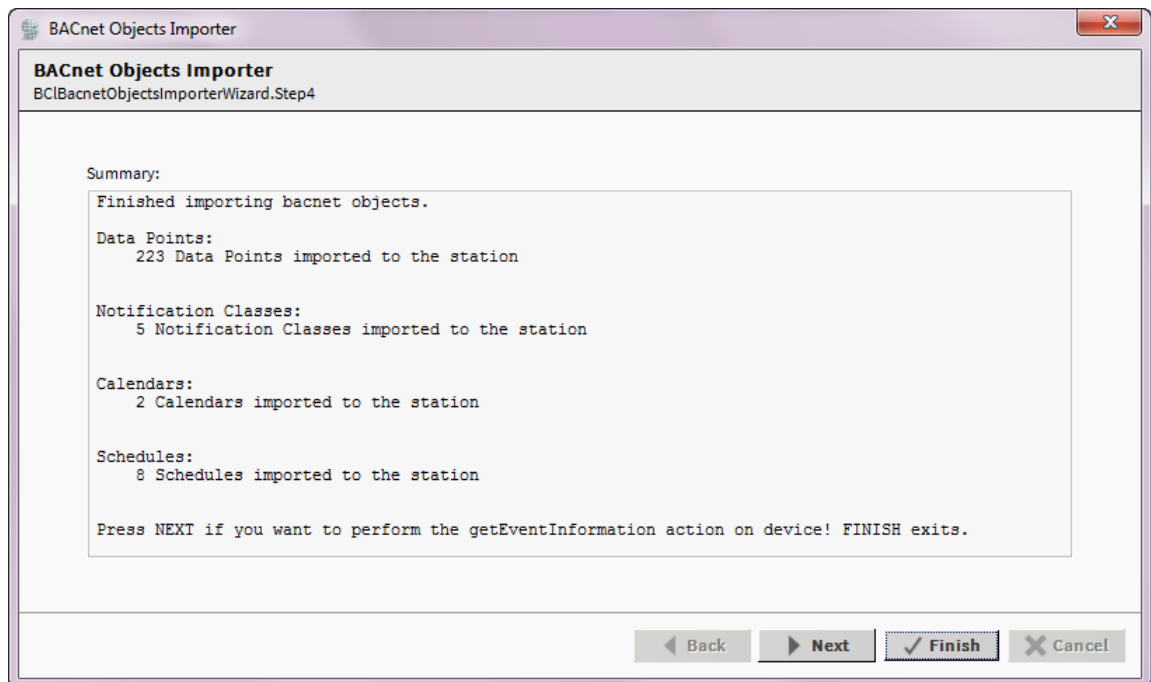 BACnet Objects Importer
BACnet Objects Importer
BClBacnetObjectsImporterWizard.Step4
Summary:
Finished importing bacnet objects.
Data Points:
223 Data Points imported to the station
Notification Classes:
5 Notification Classes imported to the station
Calendars:
2 Calendars imported to the station
Schedules:
8 Schedules imported to the station
Press NEXT if you want to perform the getEventInformation action on device! FINISH exits.
Back Next Finish Cancel